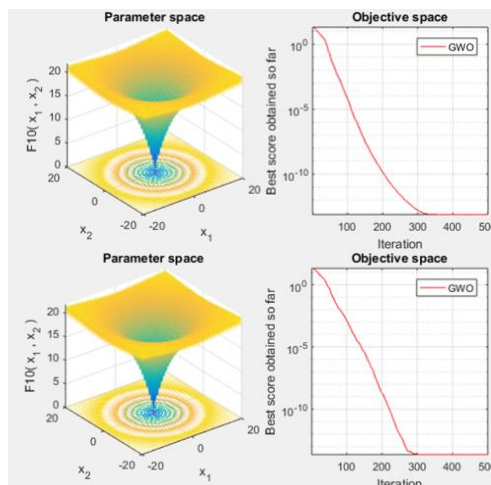 Parameter space
Objective space
F10( x1 , x2 )
20
15
10
5
0
20
0
-20
-20
0
20
x2
x1
Best score obtained so far
10^0
10^-5
10^-10
GWO
100 200 300 400 500
Iteration
Parameter space
Objective space
F10( x1 , x2 )
20
15
10
5
0
20
0
-20
-20
0
20
x2
x1
Best score obtained so far
10^0
10^-5
10^-10
GWO
100 200 300 400 500
Iteration